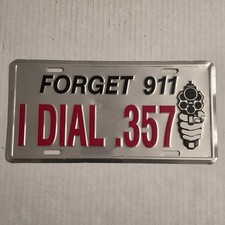 FORGET 911
I DIAL .357